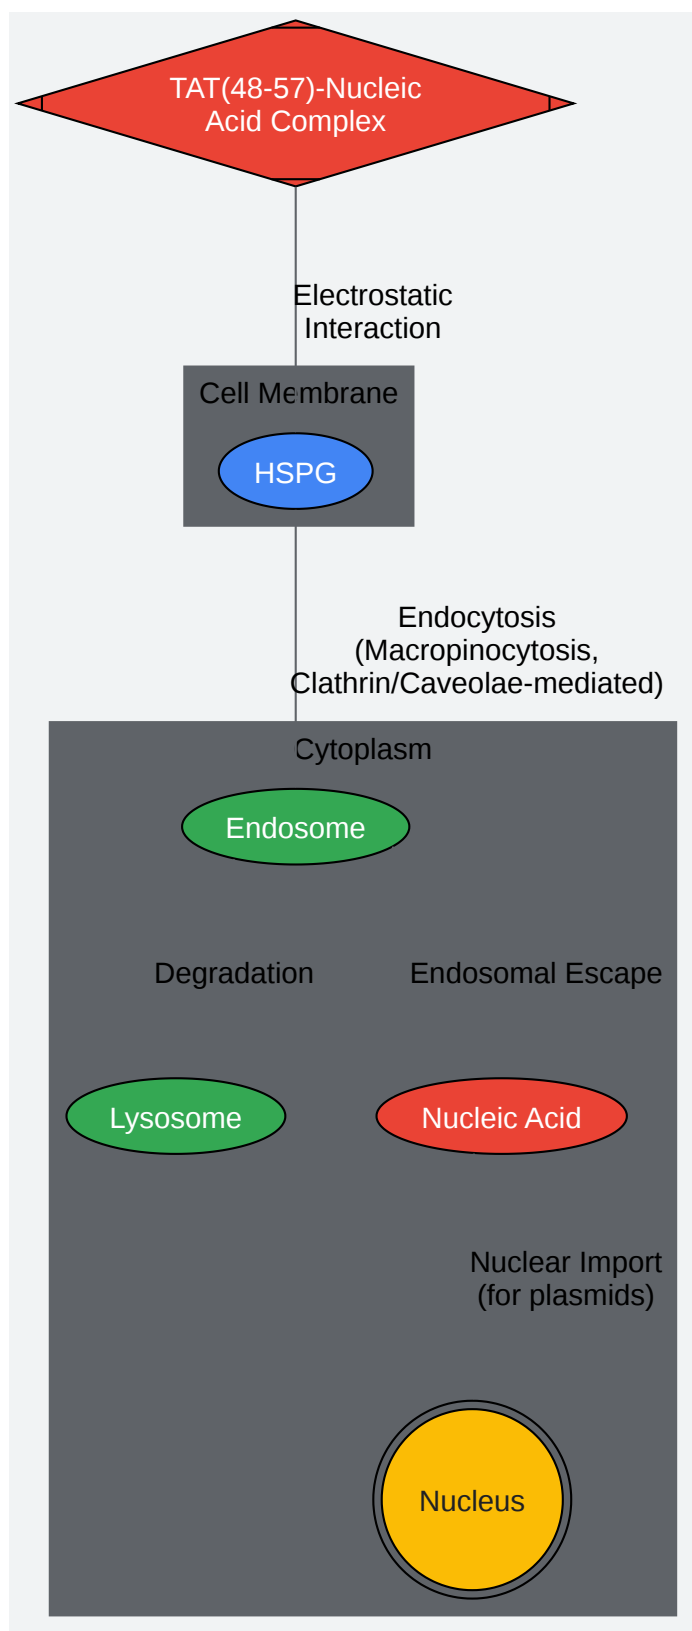 TAT(48-57)-Nucleic
Acid Complex
Electrostatic
Interaction
Cell Membrane
HSPG
Endocytosis
(Macropinocytosis,
Clathrin/Caveolae-mediated)
Cytoplasm
Endosome
Degradation
Endosomal Escape
Lysosome
Nucleic Acid
Nuclear Import
(for plasmids)
Nucleus